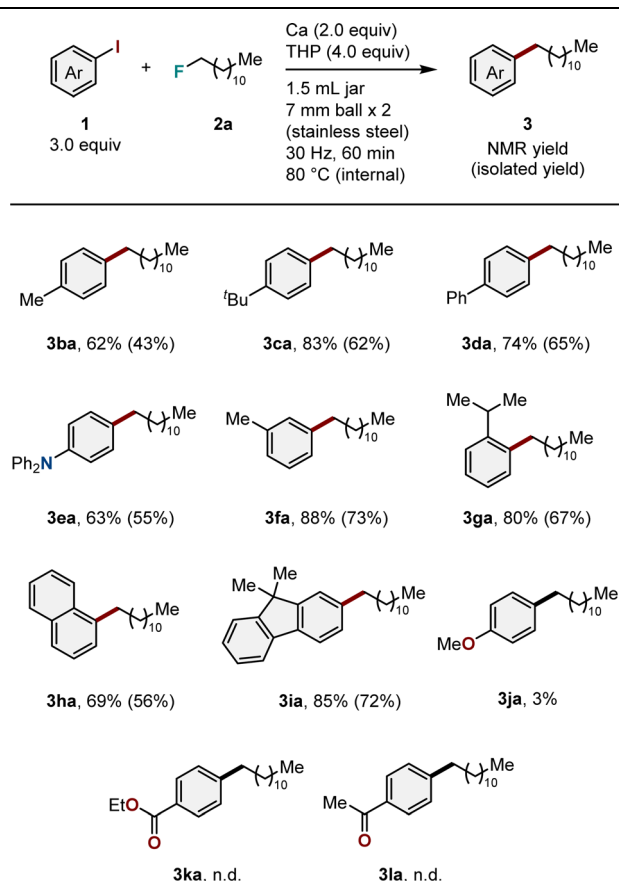 Ar
I
+
F
10
Me
Ca (2.0 equiv)
THP (4.0 equiv)
1.5 mL jar
7 mm ball x 2
(stainless steel)
30 Hz, 60 min
80 °C (internal)
Ar
10
Me
1
3.0 equiv
2a
3
NMR yield
(isolated yield)
Me
10
Me
3ba, 62% (43%)
tBu
10
Me
3ca, 83% (62%)
Ph
10
Me
3da, 74% (65%)
Ph2N
10
Me
3ea, 63% (55%)
Me
10
Me
3fa, 88% (73%)
Me
Me
10
Me
3ga, 80% (67%)
10
Me
3ha, 69% (56%)
Me
Me
10
Me
3ia, 85% (72%)
MeO
10
Me
3ja, 3%
EtO
O
10
Me
3ka, n.d.
Me
O
10
Me
3la, n.d.